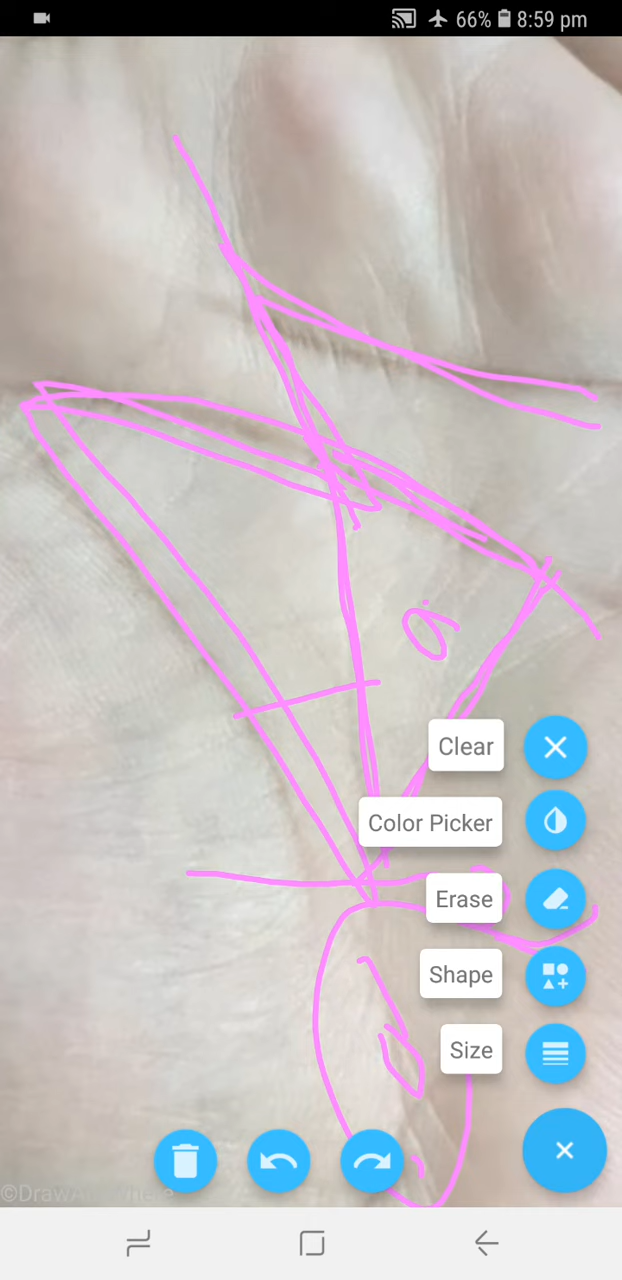 66% 8:59 pm
Clear
Color Picker
Erase
Shape
Size
©DrawAnywhere